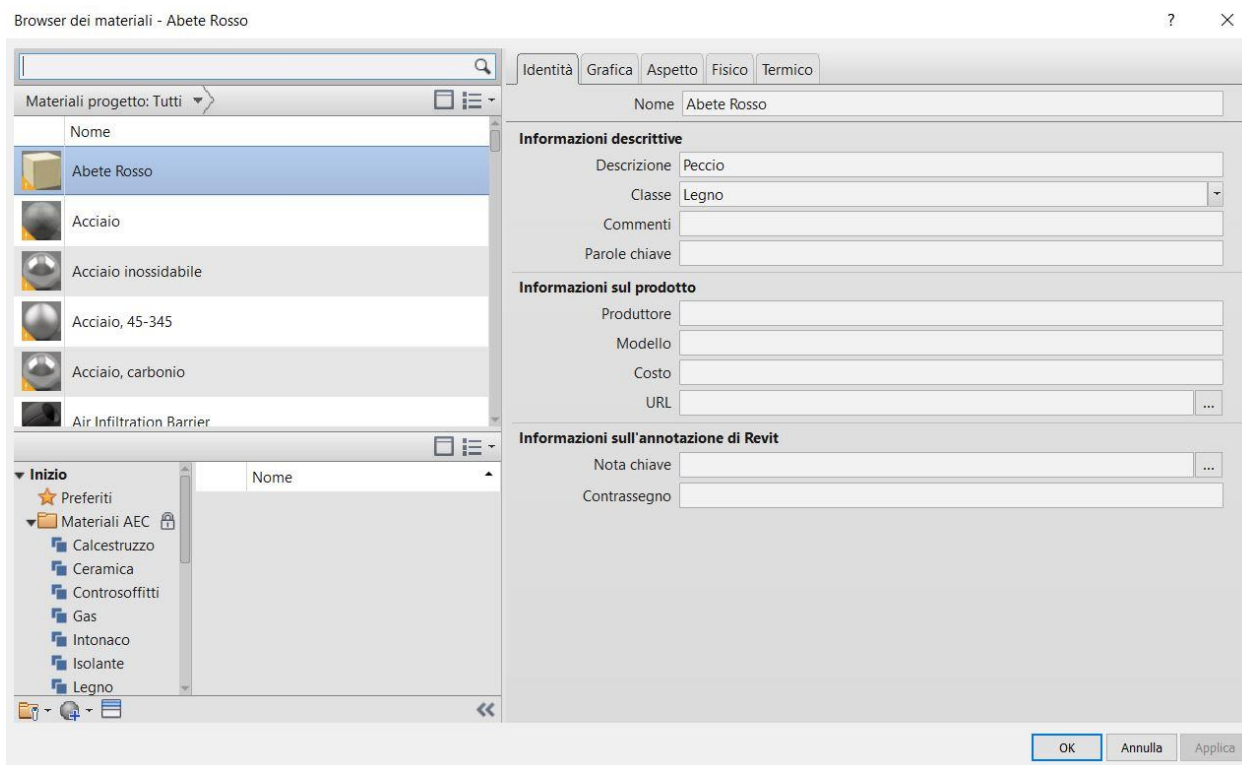 Browser dei materiali - Abete Rosso
?
Materiali progetto: Tutti
Nome
Abete Rosso
Acciaio
Acciaio inossidabile
Acciaio, 45-345
Acciaio, carbonio
Air Infiltration Barrier
Inizio
Preferiti
Materiali AEC
Calcestruzzo
Ceramica
Controsoffitti
Gas
Intonaco
Isolante
Legno
Nome
Identità Grafica Aspetto Fisico Termico
Nome Abete Rosso
Informazioni descrittive
Descrizione Peccio
Classe Legno
Commenti
Parole chiave
Informazioni sul prodotto
Produttore
Modello
Costo
URL ...
Informazioni sull'annotazione di Revit
Nota chiave ...
Contrassegno
OK Annulla Applica